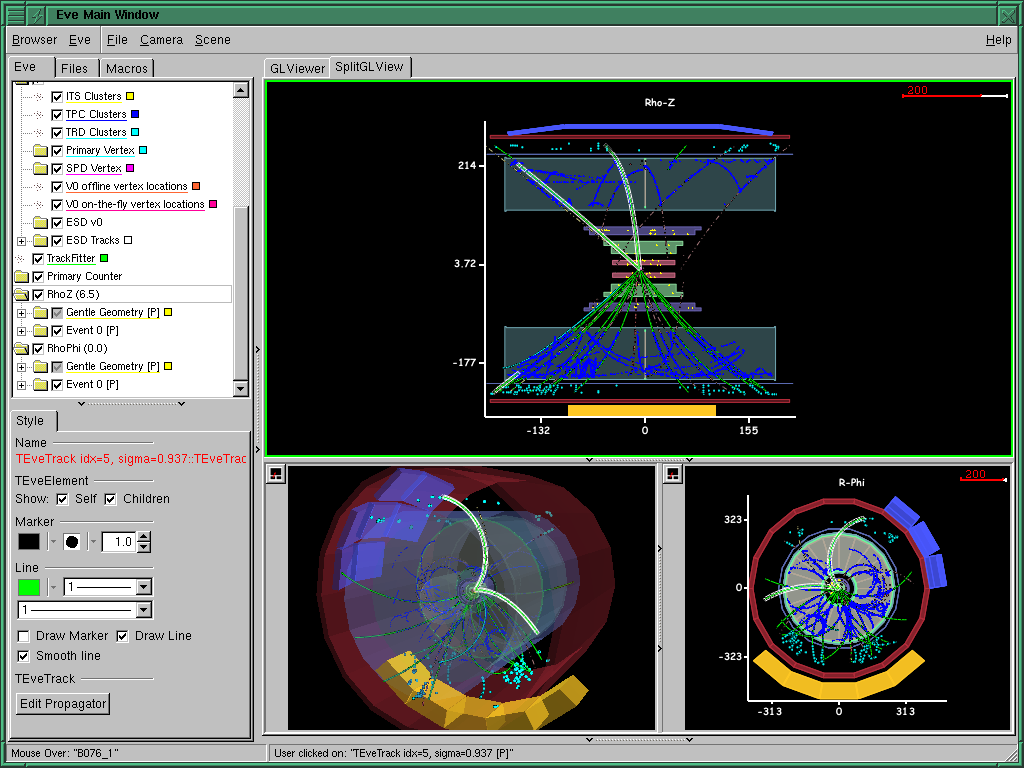 Eve Main Window
Browser Eve File Camera Scene Help
Eve Files Macros
GLViewer SplitGLView
ITS Clusters
TPC Clusters
TRD Clusters
Primary Vertex
SPD Vertex
V0 offline vertex locations
V0 on-the-fly vertex locations
ESD v0
ESD Tracks
TrackFitter
Primary Counter
RhoZ (6.5)
Gentle Geometry [P]
Event 0 [P]
RhoPhi (0.0)
Gentle Geometry [P]
Event 0 [P]
Style
Name
TEveTrack idx=5, sigma=0.937::TEveTrac
TEveElement
Show: Self Children
Marker
1.0
Line
1
1
Draw Marker Draw Line
Smooth line
TEveTrack
Edit Propagator
Rho-Z
200
214
3.72
-177
-132 0 155
R-Phi
200
323
0
-323
-313 0 313
Mouse Over: "B076_1"
User clicked on: "TEveTrack idx=5, sigma=0.937 [P]"